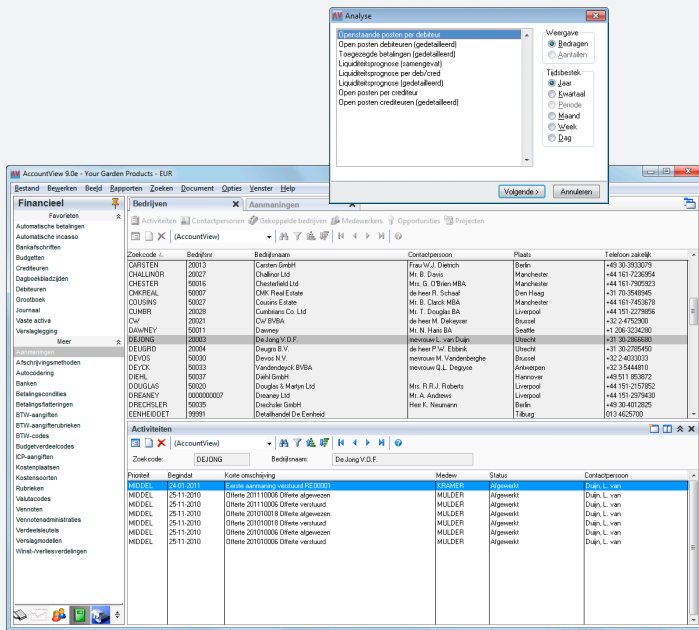 Analyse
Openstaande posten per debiteur
Open posten debiteuren (gedetailleerd)
Toegezegde betalingen (gedetailleerd)
Liquiditeitsprognose (samengevat)
Liquiditeitsprognose per deb/cred
Liquiditeitsprognose (gedetailleerd)
Open posten per crediteur
Open posten crediteuren (gedetailleerd)
Weergave
Bedragen
Aantallen
Tijdsbestek
Jaar
Kwartaal
Periode
Maand
Week
Dag
Volgende > Annuleren
AccountView 9.0e - Your Garden Products - EUR
Bestand Bewerken Beeld Rapporten Zoeken Document Opties Venster Help
Financieel
Favorieten
Automatische betalingen
Automatische incasso
Bankafschriften
Budgetten
Crediteuren
Dagboekbladzijden
Debiteuren
Grootboek
Journaal
Vaste activa
Verslaglegging
Meer
Aanmaningen
Afschrijvingsmethoden
Autocodering
Banken
Betalingscondities
Betalingsflatteringen
BTW-aangiften
BTW-aangifterubrieken
BTW-codes
Budgetverdeelcodes
ICP-aangiften
Kostenplaatsen
Kostensoorten
Rubrieken
Valutacodes
Vennoten
Vennotenadministraties
Verdeelsleutels
Verslagmodellen
Winst-/verliesverdelingen
Bedrijven Aanmaningen
Activiteiten Contactpersonen Gekoppelde bedrijven Medewerkers Opportunities Projecten
(AccountView)
Zoekcode Bedrijfsnr Bedrijfsnaam Contactpersoon Plaats Telefoon zakelijk
CARSTEN 20013 Carsten GmbH Frau W.J. Dietrich Berlin +49 30-3933079
CHALLINOR 20027 Challinor Ltd Mr. B. Davis Manchester +44 161-7236954
CHESTER 50016 Chesterfield Ltd Mrs. G. O'Brien MBA Manchester +44 161-7905923
CMKREAL 50007 CMK Real Estate de heer R. Schaaf Den Haag +31 70-3548945
COUSINS 50027 Cousins Estate Mr. B. Clarck MBA Manchester +44 161-7453678
CUMBR 20028 Cumbrians Co. Ltd Mr. T. Douglas BA Liverpool +44 151-2279856
CW 20021 CW BVBA de heer M. Dekeyser Brussel +32 2-4752900
DAWNEY 50011 Dawney Mr. N. Haris BA Seattle +1 206-3234280
DEJONG 20003 De Jong V.O.F. mevrouw L. van Duijn Utrecht +31 30-2866680
DEUGRO 20004 Deugro B.V. de heer P.W. Ebbink Utrecht +31 30-2785450
DEVOS 50030 Devos N.V. mevrouw M. Vandenberghe Brussel +32 2-4033033
DEYCK 50033 Vandendeyck BVBA mevrouw Q.L. Degyse Antwerpen +32 3-5444810
DIEHL 50037 Diehl GmbH Hannover +49 511 853872
DOUGLAS 50020 Douglas & Martyn Ltd Mrs. R.R.J. Roberts Liverpool +44 151-2157852
DREANEY 0000000007 Dreaney Ltd Mr. A. Andrews Liverpool +44 151-2979430
DRECHSLER 50035 Drechsler GmbH Herr K. Neumann Berlin +49 30-4012825
EENHEIDDET 99991 Detailhandel De Eenheid Tilburg 013 4625700
Activiteiten
(AccountView)
Zoekcode: DEJONG Bedrijfsnaam: De Jong V.O.F.
Prioriteit Begindat Korte omschrijving Medew Status Contactpersoon
MIDDEL 24-01-2011 Eerste aanmaning verstuurd RE00001 KRAMER Afgewerkt Duijn, L. van
MIDDEL 25-11-2010 Offerte 201110006 Offerte afgewezen MULDER Afgewerkt Duijn, L. van
MIDDEL 25-11-2010 Offerte 201110006 Offerte verstuurd MULDER Afgewerkt Duijn, L. van
MIDDEL 25-11-2010 Offerte 201010018 Offerte afgewezen MULDER Afgewerkt Duijn, L. van
MIDDEL 25-11-2010 Offerte 201010018 Offerte verstuurd MULDER Afgewerkt Duijn, L. van
MIDDEL 25-11-2010 Offerte 201010006 Offerte afgewezen MULDER Afgewerkt Duijn, L. van
MIDDEL 25-11-2010 Offerte 201010006 Offerte verstuurd MULDER Afgewerkt Duijn, L. van